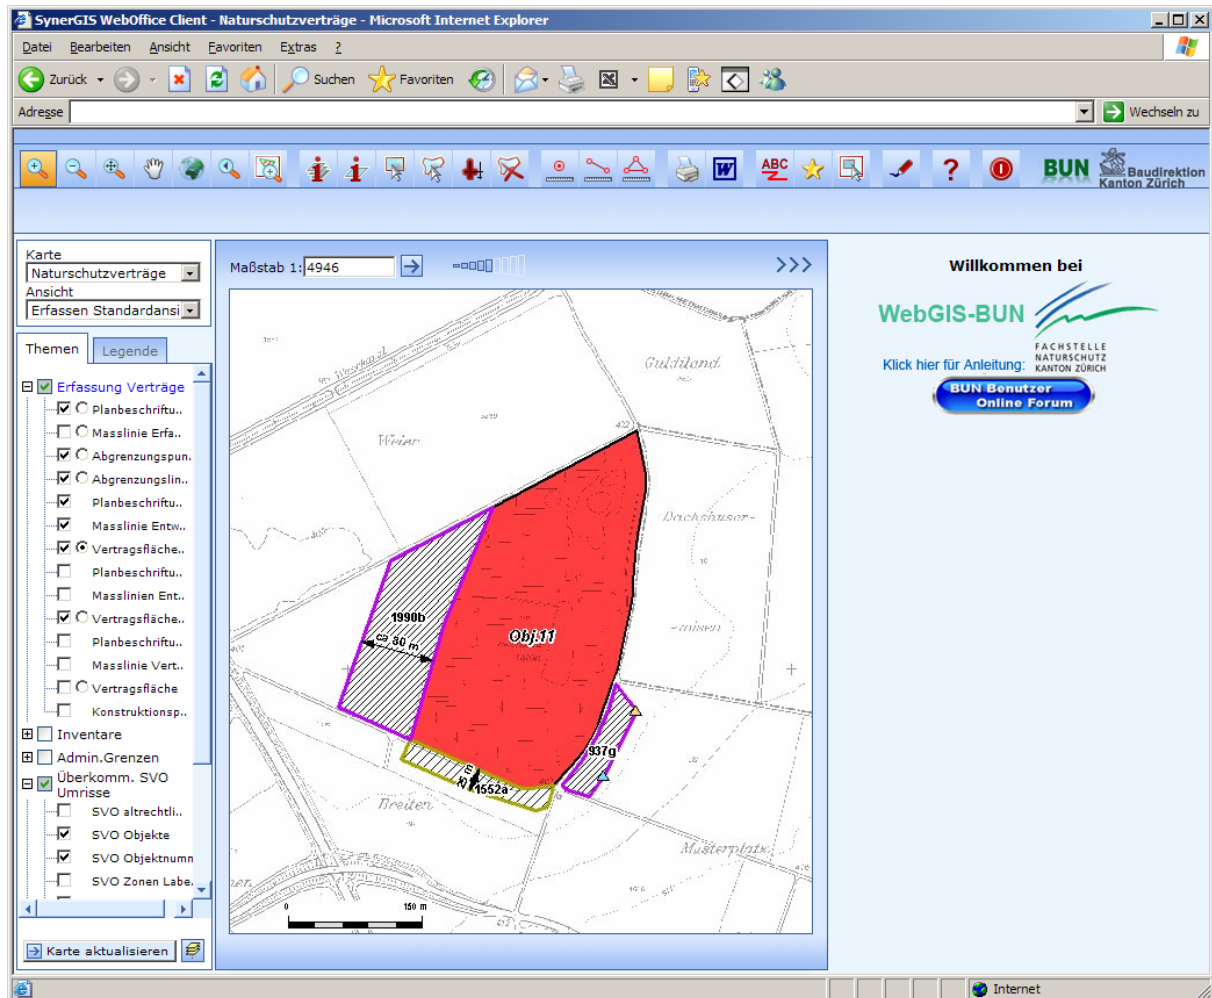 SynerGIS WebOffice Client - Naturschutzverträge - Microsoft Internet Explorer
Datei Bearbeiten Ansicht Favoriten Extras ?
Zurück Suchen Favoriten
Adresse Wechseln zu
ABC BUN Baudirektion
Kanton Zürich
Karte
Naturschutzverträge
Ansicht
Erfassen Standardansi
Themen Legende
Erfassung Verträge
Planbeschriftu..
Masslinie Erfa..
Abgrenzungspun.
Abgrenzungslin..
Planbeschriftu..
Masslinie Entw..
Vertragsfläche..
Planbeschriftu..
Masslinien Ent..
Vertragsfläche..
Planbeschriftu..
Masslinie Vert..
Vertragsfläche
Konstruktionsp..
Inventare
Admin.Grenzen
Überkomm. SVO
Umrisse
SVO altrechtli..
SVO Objekte
SVO Objektnumn
SVO Zonen Labe.
Karte aktualisieren
Maßstab 1: 4946
>>>
Guldiland
Weier
Dachshuser-
1990b
ca 80 m
Obj.11
-maisen
937g
25 m
1552a
Breiten
Musterplatz
0 150 m
Willkommen bei
WebGIS-BUN
FACHSTELLE
NATURSCHUTZ
KANTON ZÜRICH
Klick hier für Anleitung:
BUN Benutzer
Online Forum
Internet